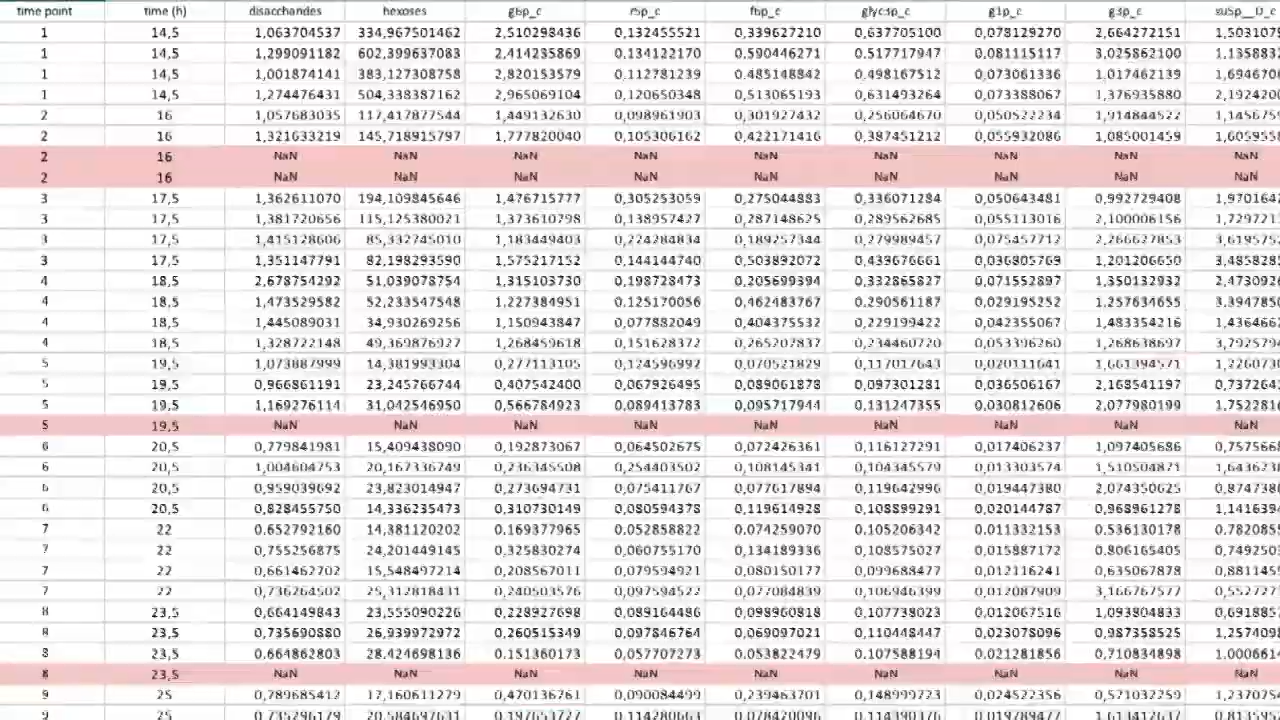 time point time (h) disaccharides hexoses g6p_c r5p_c fbp_c glyc3p_c g1p_c g3p_c
1 14,5 1,063704537 334,967501462 2,510298436 0,132455521 0,339627210 0,637705100 0,078129270 2,664272151
1 14,5 1,299091182 602,399637083 2,414235869 0,134122170 0,590446271 0,517717947 0,081115117 3,025862100
1 14,5 1,001874141 383,127308758 2,820153579 0,112781239 0,485148842 0,498167512 0,073061336 1,017462139
1 14,5 1,274476431 504,338387162 2,965069104 0,120650348 0,513065193 0,631493264 0,073388067 1,376935880
2 16 1,057683035 117,417877544 1,449132630 0,098961903 0,301927432 0,256064670 0,050522234 1,914844522
2 16 1,321633219 145,718915797 1,777820040 0,105306162 0,422171416 0,387451212 0,055932086 1,085001459
2 16 NaN NaN NaN NaN NaN NaN NaN NaN NaN
2 16 NaN NaN NaN NaN NaN NaN NaN NaN NaN
3 17,5 1,362611070 194,109845646 1,476715777 0,305253059 0,275044883 0,336071284 0,050643481 0,992729408
3 17,5 1,381720656 115,125380021 1,373610798 0,138957427 0,287148625 0,289562685 0,055113016 2,100006156
3 17,5 1,415128606 85,332745010 1,183449403 0,224284834 0,189257344 0,279989457 0,075457712 2,266627853
3 17,5 1,351147791 82,198293590 1,575217152 0,144144740 0,503892072 0,439676661 0,036805769 1,201206650
4 18,5 2,678754292 51,039078754 1,315103730 0,198728473 0,205699394 0,332865827 0,071552897 1,350132932
4 18,5 1,473529582 52,233547548 1,227384951 0,125170056 0,462483767 0,290561187 0,029195252 1,257634655
4 18,5 1,445089031 34,930269256 1,150943847 0,077882049 0,404375532 0,229199422 0,042355067 1,483354216
4 18,5 1,328722148 49,369876927 1,268459618 0,151628372 0,265207837 0,234460720 0,053396260 1,268638697
5 19,5 1,073887999 14,381993304 0,277113105 0,124596992 0,070521829 0,117017643 0,020111641 1,661394571
5 19,5 0,966861191 23,245766744 0,407542400 0,067926495 0,089061878 0,097301281 0,036506167 2,168541197
5 19,5 1,169276114 31,042546950 0,566784923 0,089413783 0,095717944 0,131247355 0,030812606 2,077980199
5 19,5 NaN NaN NaN NaN NaN NaN NaN NaN NaN
6 20,5 0,779841981 15,409438090 0,192873067 0,064502675 0,072426361 0,116127291 0,017406237 1,097405686
6 20,5 1,004604753 20,167336749 0,236345508 0,254403502 0,108145341 0,104345579 0,013303574 1,510504871
6 20,5 0,959039692 23,823014947 0,273694731 0,075411767 0,077617894 0,119642996 0,019447380 2,074350625
6 20,5 0,828455750 14,336235473 0,310730149 0,080594378 0,119614928 0,108899291 0,020144787 0,968961278
7 22 0,652792160 14,381120202 0,169377965 0,052858822 0,074259070 0,105206342 0,011332153 0,536130178
7 22 0,755256875 24,201449145 0,325830274 0,060755170 0,134189336 0,108575027 0,015887172 0,806165405
7 22 0,661462702 15,548497214 0,208567011 0,079594921 0,080150177 0,099688477 0,012116241 0,635067878
7 22 0,736264502 25,312818431 0,240503576 0,097594522 0,077084839 0,106946399 0,012087909 3,166767577
8 23,5 0,664149843 23,555090226 0,228927698 0,089164486 0,098960818 0,107738023 0,012067516 1,093804833
8 23,5 0,735690880 26,939972972 0,260515349 0,097846764 0,069097021 0,110448447 0,023078096 0,987358525
8 23,5 0,664862803 28,424698136 0,151360173 0,057707273 0,053822479 0,107588194 0,021281856 0,710834898
8 23,5 NaN NaN NaN NaN NaN NaN NaN NaN NaN
9 25 0,789685412 17,160611279 0,470136761 0,090084499 0,239463701 0,148999223 0,024522356 0,571032259
9 25